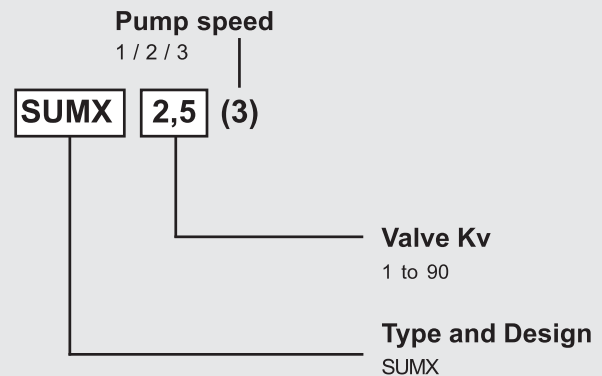 Pump speed
1 / 2 / 3
SUMX 2,5 (3)
Valve Kv
1 to 90
Type and Design
SUMX